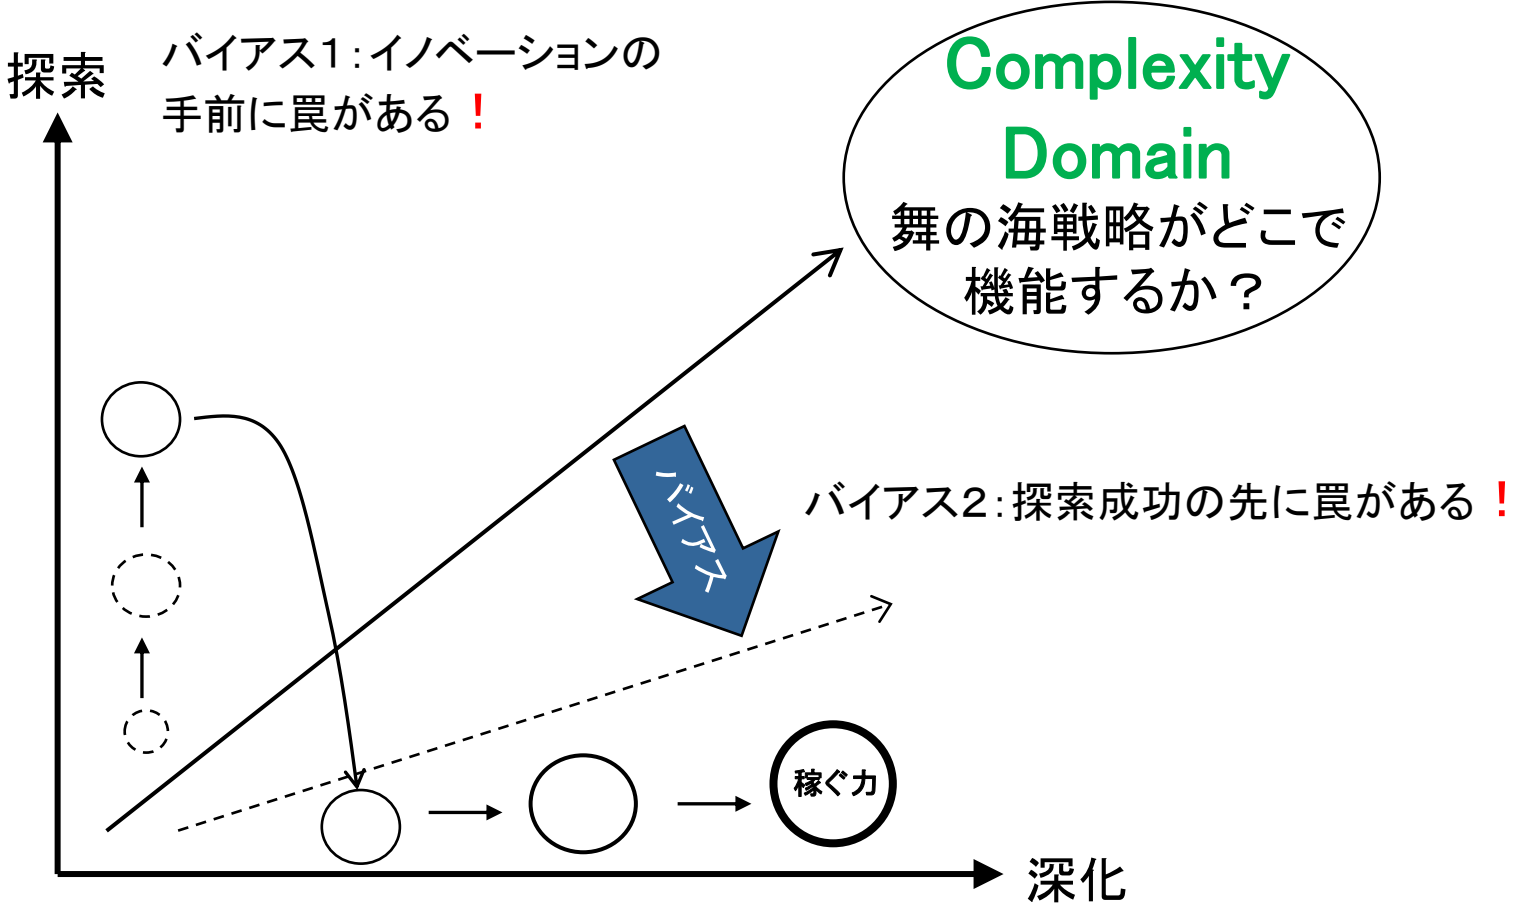 探索
バイアス１：イノベーションの
手前に罠がある！
Complexity
Domain
舞の海戦略がどこで
機能するか？
バイアス
バイアス２：探索成功の先に罠がある！
稼ぐ力
深化